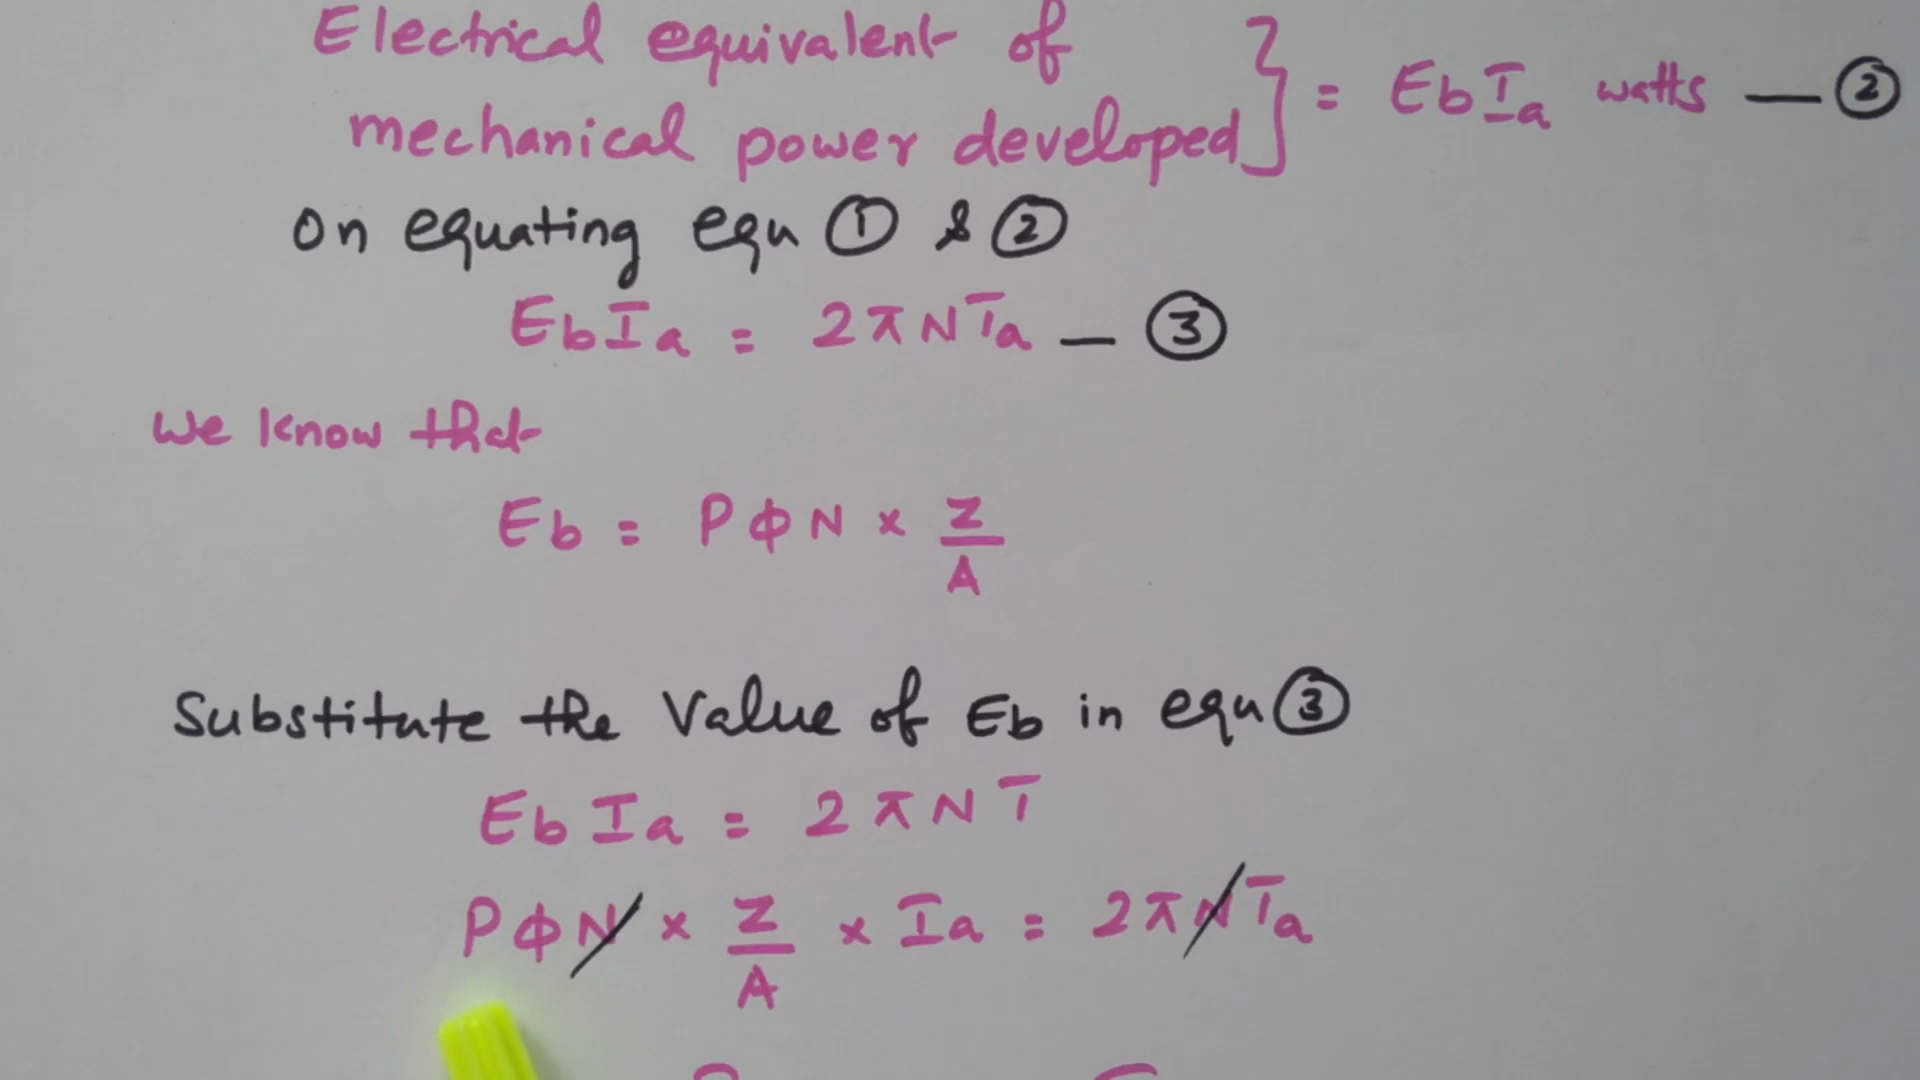 Electrical equivalent of
mechanical power developed } = EbIa watts — ②
on equating equ ① & ②
EbIa = 2πNTa — ③
We know that
Eb = PϕN × Z/A
Substitute the Value of Eb in equ ③
EbIa = 2πNT
PϕN × Z/A × Ia = 2πNTa